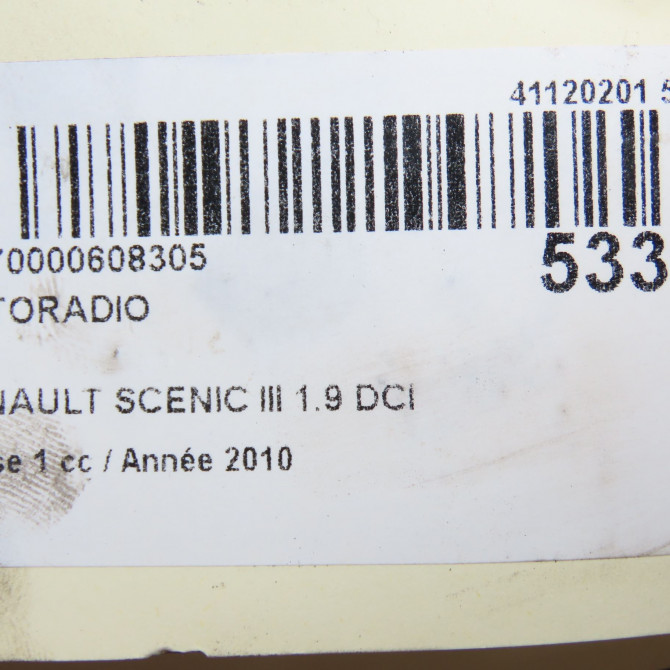 41120201 5
70000608305
533
TORADIO
NAULT SCENIC III 1.9 DCI
se 1 cc / Année 2010